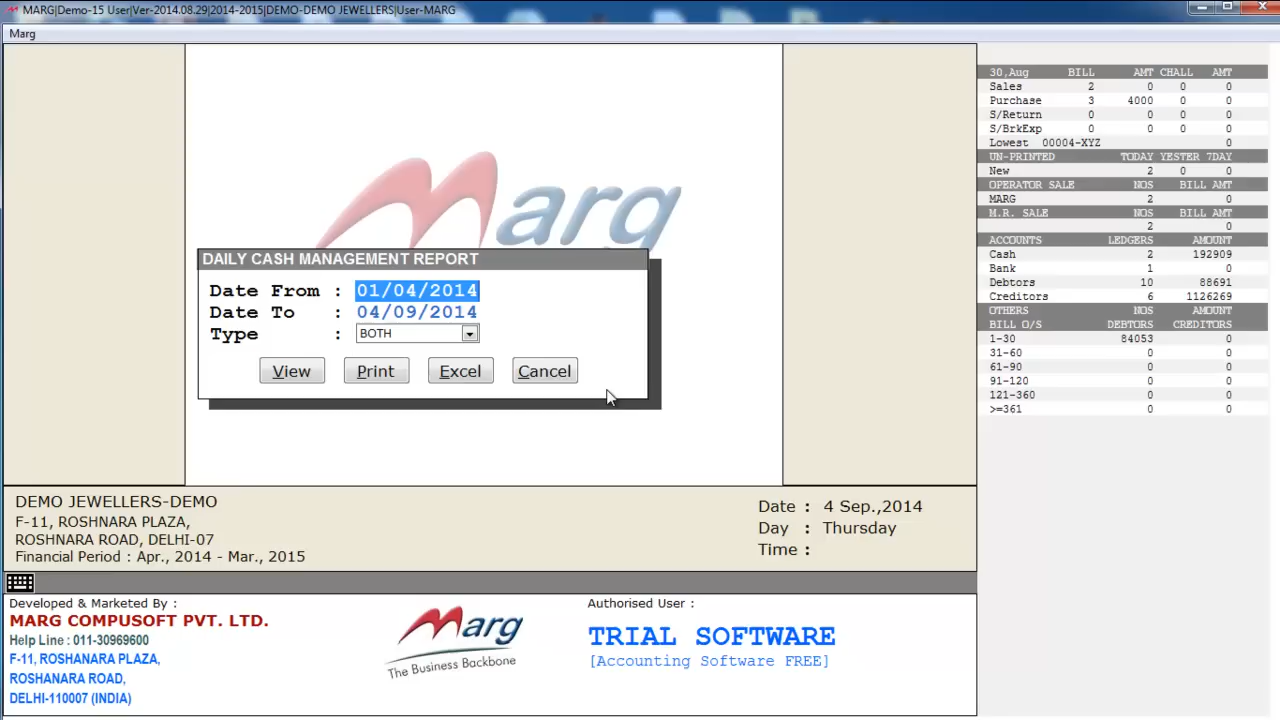 MARG|Demo-15 User|Ver-2014.08.29|2014-2015|DEMO-DEMO JEWELLERS|User-MARG
Marg
Marg
DAILY CASH MANAGEMENT REPORT
Date From : 01/04/2014
Date To : 04/09/2014
Type : BOTH
View Print Excel Cancel
30,Aug BILL AMT CHALL AMT
Sales 2 0 0 0
Purchase 3 4000 0 0
S/Return 0 0 0 0
S/BrkExp 0 0 0 0
Lowest 00004-XYZ 0
UN-PRINTED TODAY YESTER 7DAY
New 2 0 0
OPERATOR SALE NOS BILL AMT
MARG 2 0
M.R. SALE NOS BILL AMT
2 0
ACCOUNTS LEDGERS AMOUNT
Cash 2 192909
Bank 1 0
Debtors 10 88691
Creditors 6 1126269
OTHERS NOS AMOUNT
BILL O/S DEBTORS CREDITORS
1-30 84053 0
31-60 0 0
61-90 0 0
91-120 0 0
121-360 0 0
>=361 0 0
DEMO JEWELLERS-DEMO
F-11, ROSHNARA PLAZA,
ROSHNARA ROAD, DELHI-07
Financial Period : Apr., 2014 - Mar., 2015
Date : 4 Sep.,2014
Day : Thursday
Time :
Developed & Marketed By :
MARG COMPUSOFT PVT. LTD.
Help Line : 011-30969600
F-11, ROSHANARA PLAZA,
ROSHANARA ROAD,
DELHI-110007 (INDIA)
Marg
The Business Backbone
Authorised User :
TRIAL SOFTWARE
[Accounting Software FREE]